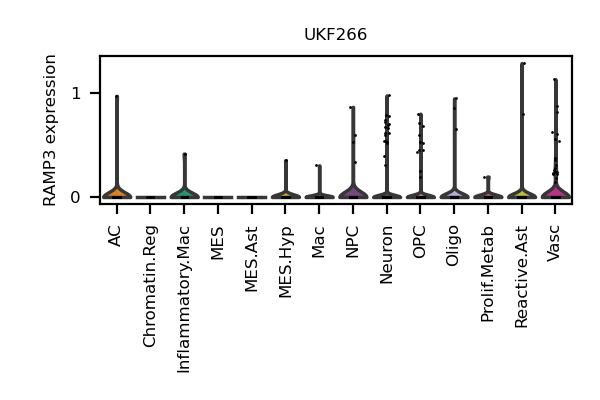 UKF266
RAMP3 expression
1
0
AC
Chromatin.Reg
Inflammatory.Mac
MES
MES.Ast
MES.Hyp
Mac
NPC
Neuron
OPC
Oligo
Prolif.Metab
Reactive.Ast
Vasc